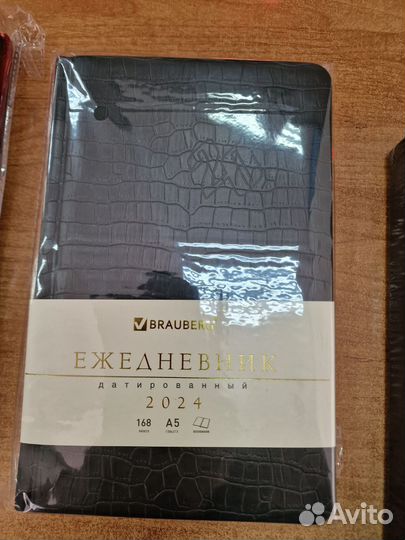 BRAUBERG
ЕЖЕДНЕВНИК
датированный
2024
168 A5
Avito